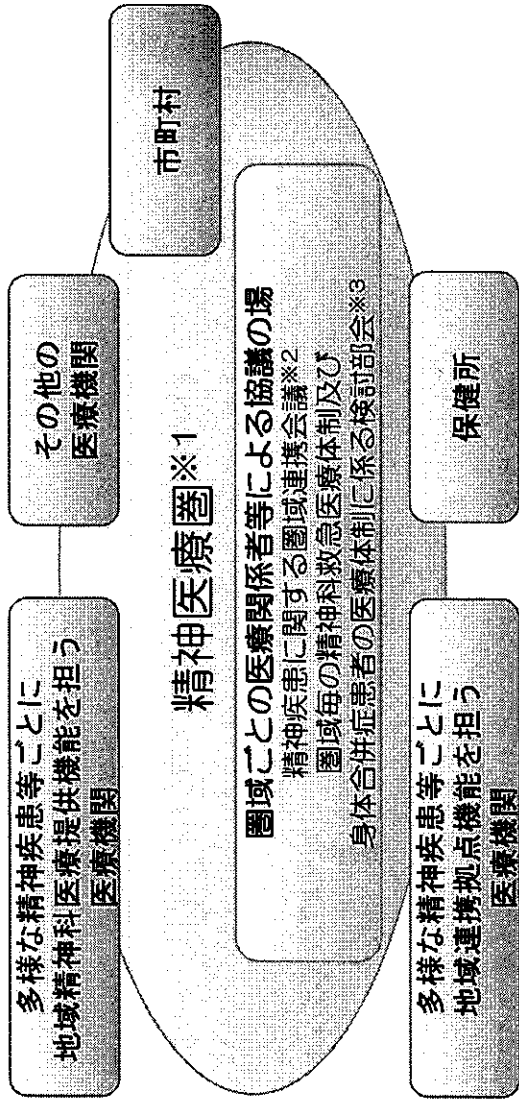 多様な精神疾患等ごとに
地域精神科医療提供機能を担う
医療機関
その他の
医療機関
市町村
精神医療圏※1
圏域ごとの医療関係者等による協議の場
精神疾患に関する圏域連携会議※2
圏域毎の精神科救急医療体制及び
身体合併症患者の医療体制に係る検討部会※3
多様な精神疾患等ごとに
地域連携拠点機能を担う
医療機関
保健所